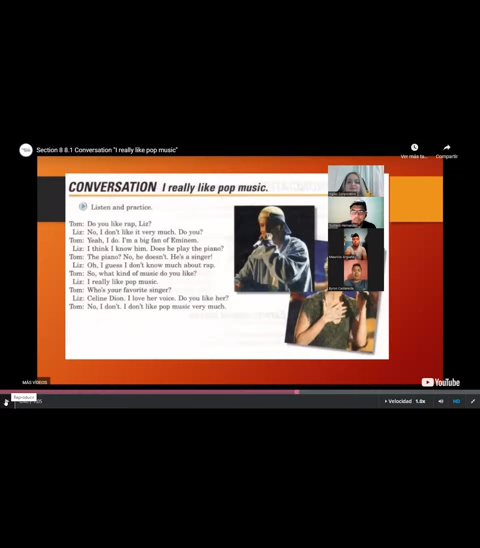 Section 8 8.1 Conversation "I really like pop music"
Ver más ta...
Compartir
CONVERSATION I really like pop music.
Listen and practice.
Tom: Do you like rap, Liz?
Liz: No, I don't like it very much. Do you?
Tom: Yeah, I do. I'm a big fan of Eminem.
Liz: I think I know him. Does he play the piano?
Tom: The piano? No, he doesn't. He's a singer!
Liz: Oh, I guess I don't know much about rap.
Tom: So, what kind of music do you like?
Liz: I really like pop music.
Tom: Who's your favorite singer?
Liz: Celine Dion. I love her voice. Do you like her?
Tom: No, I don't. I don't like pop music very much.
MÁS VÍDEOS
YouTube
Reproducir
Velocidad 1.0x
HD